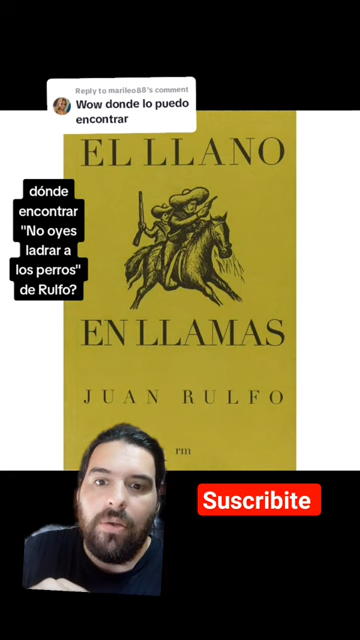 Reply to marileo88's comment
Wow donde lo puedo
encontrar
EL LLANO
dónde
encontrar
"No oyes
ladrar a
los perros"
de Rulfo?
EN LLAMAS
JUAN RULFO
rm
Suscribite